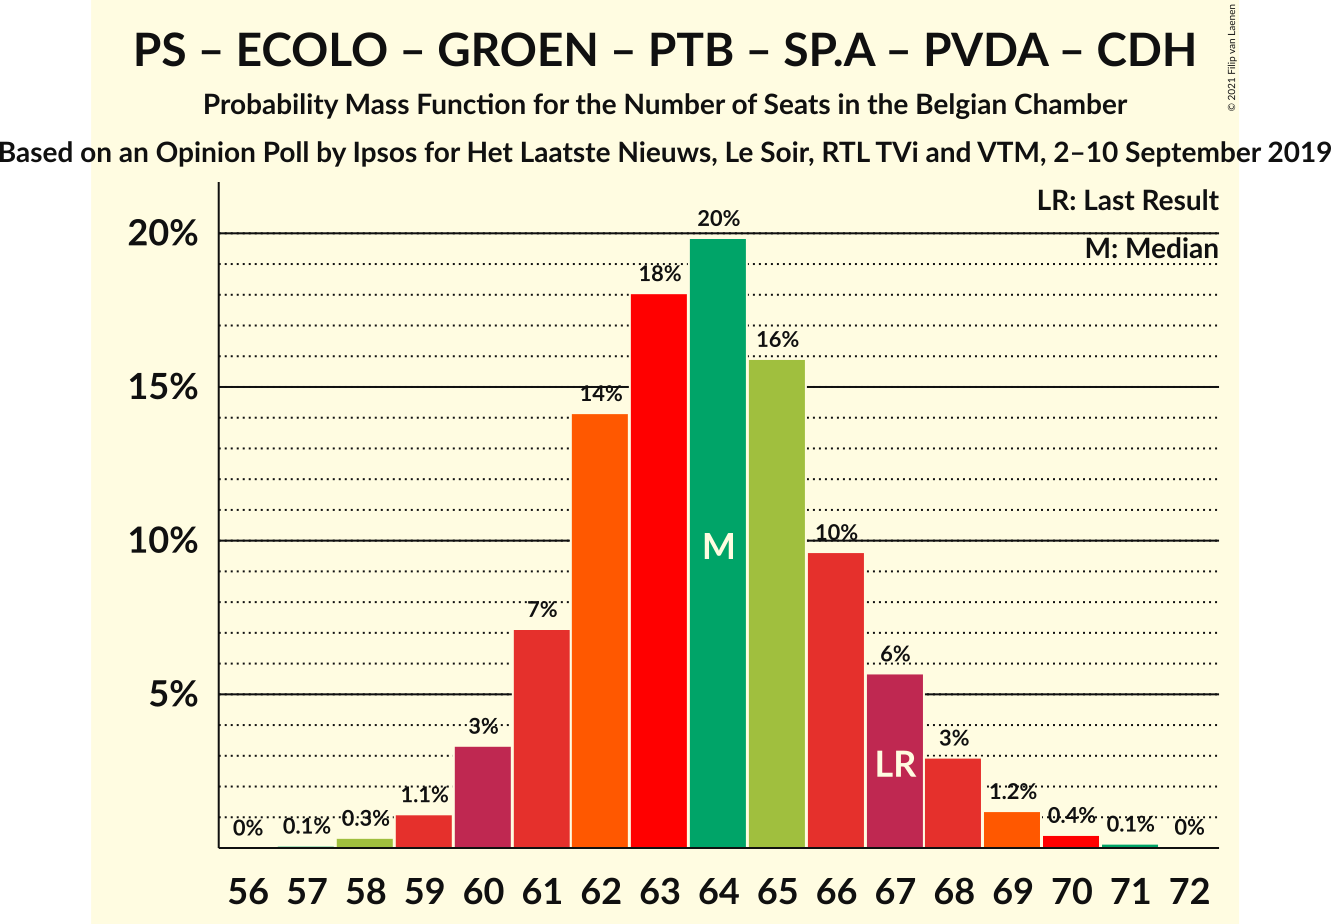 PS – ECOLO – GROEN – PTB – SP.A – PVDA – CDH
Probability Mass Function for the Number of Seats in the Belgian Chamber
Based on an Opinion Poll by Ipsos for Het Laatste Nieuws, Le Soir, RTL TVi and VTM, 2–10 September 2019
© 2021 Filip van Laenen
LR: Last Result
M: Median
20%
15%
10%
5%
0%
0.1%
0.3%
1.1%
3%
7%
14%
18%
20%
16%
10%
6%
3%
1.2%
0.4%
0.1%
0%
M
LR
56 57 58 59 60 61 62 63 64 65 66 67 68 69 70 71 72